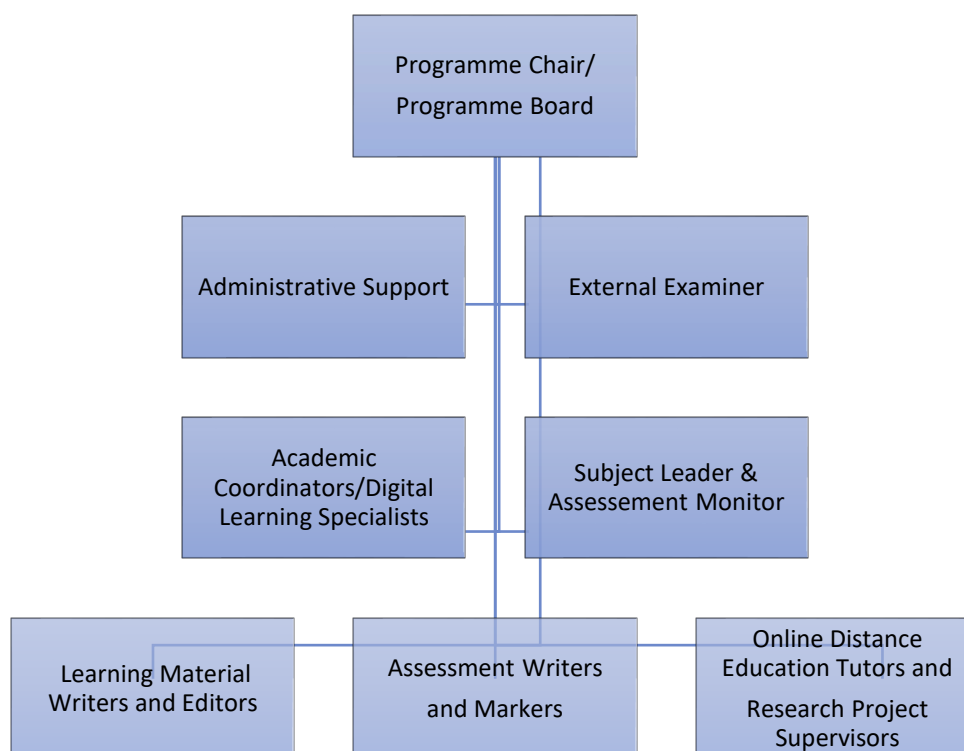 Programme Chair/
Programme Board
Administrative Support
External Examiner
Academic
Coordinators/Digital
Learning Specialists
Subject Leader &
Assessement Monitor
Learning Material
Writers and Editors
Assessment Writers
and Markers
Online Distance
Education Tutors and
Research Project
Supervisors